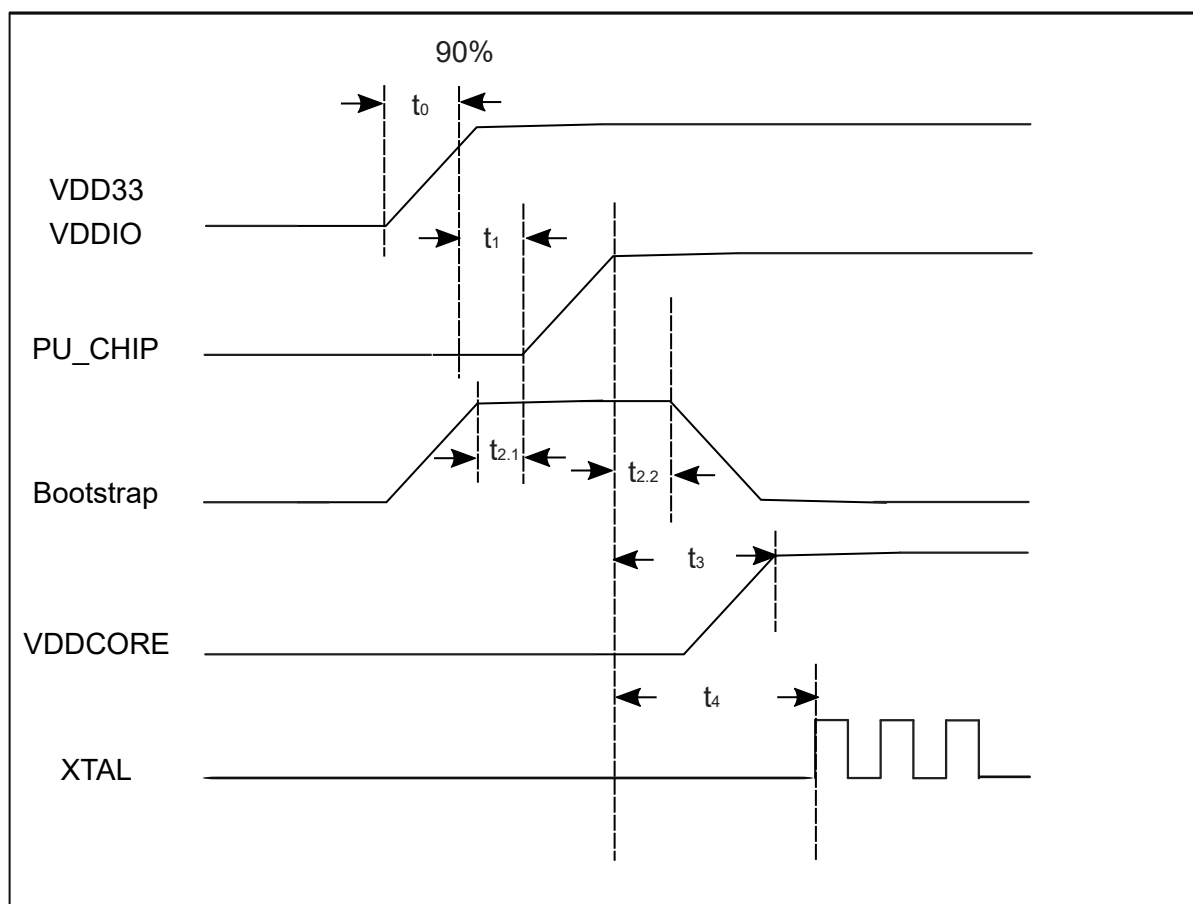 90%
t0
VDD33
VDDIO
t1
PU_CHIP
t2.1
t2.2
Bootstrap
t3
VDDCORE
t4
XTAL